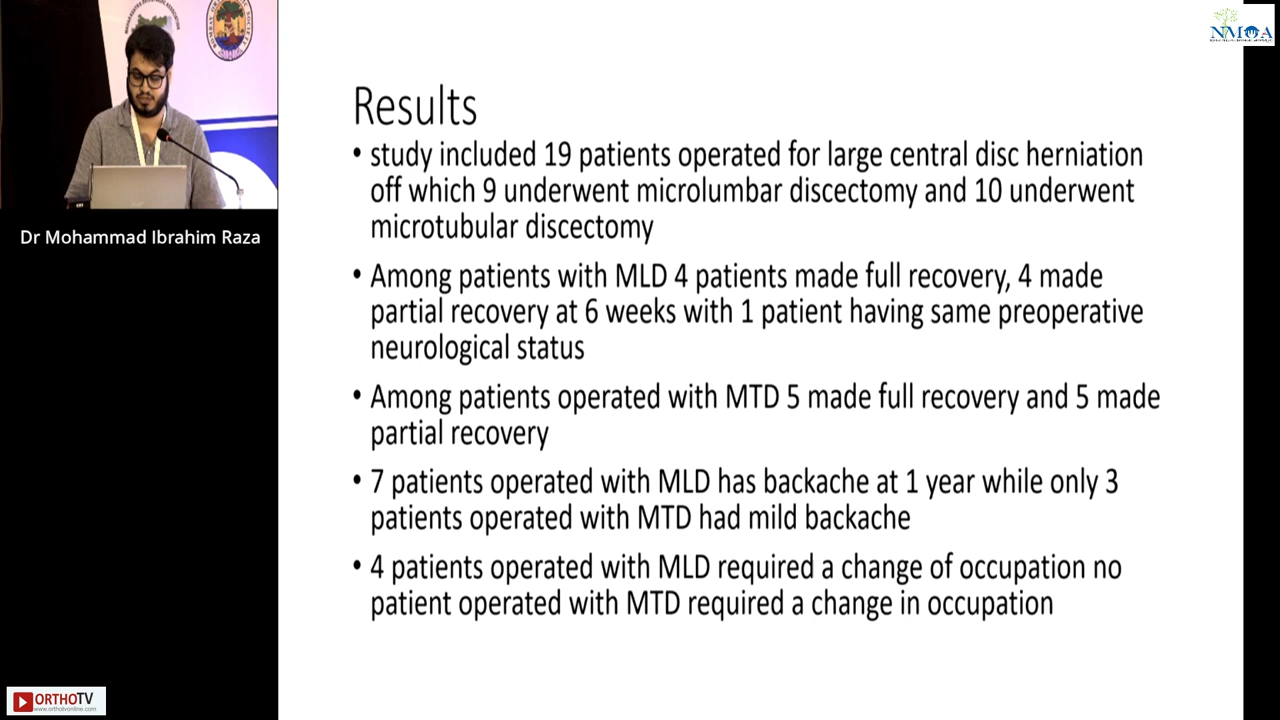 NMOA
Results
• study included 19 patients operated for large central disc herniation
off which 9 underwent microlumbar discectomy and 10 underwent
microtubular discectomy
• Among patients with MLD 4 patients made full recovery, 4 made
partial recovery at 6 weeks with 1 patient having same preoperative
neurological status
• Among patients operated with MTD 5 made full recovery and 5 made
partial recovery
• 7 patients operated with MLD has backache at 1 year while only 3
patients operated with MTD had mild backache
• 4 patients operated with MLD required a change of occupation no
patient operated with MTD required a change in occupation
Dr Mohammad Ibrahim Raza
ORTHOTV
www.orthotvonline.com